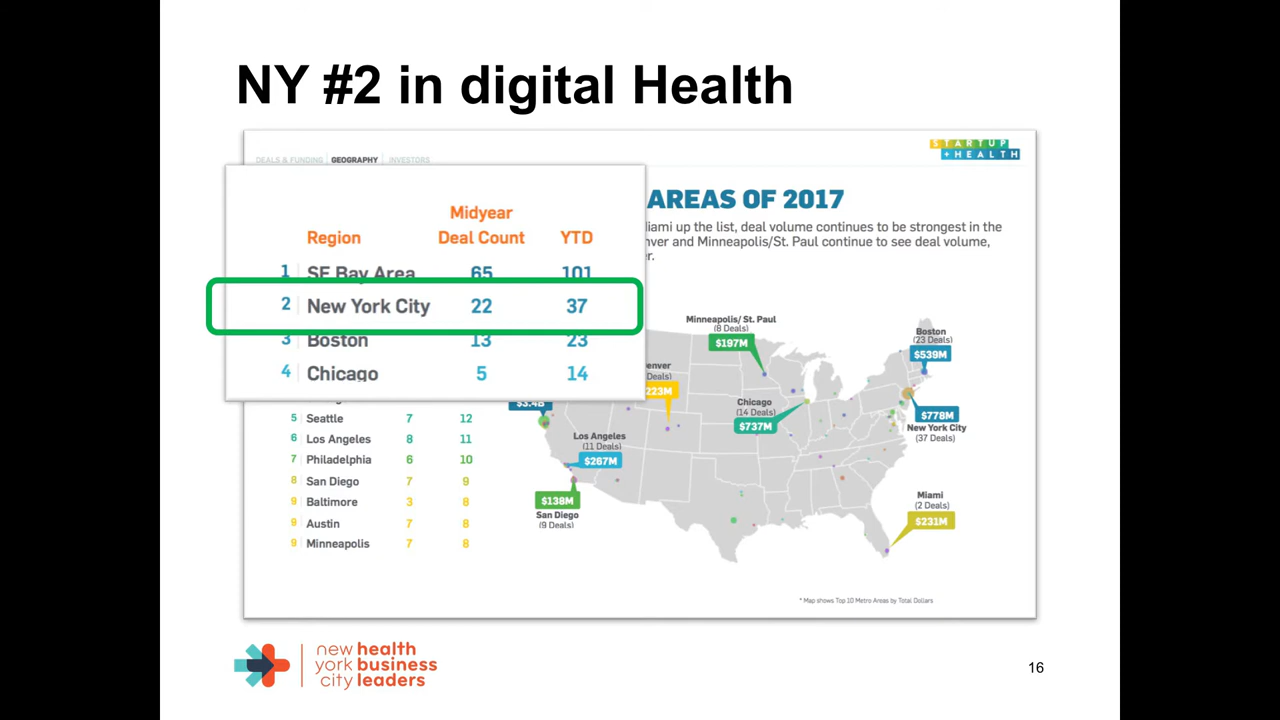 NY #2 in digital Health
DEALS & FUNDING | GEOGRAPHY | INVESTORS
STARTUP
+HEALTH
AREAS OF 2017
iami up the list, deal volume continues to be strongest in the
nver and Minneapolis/St. Paul continue to see deal volume,
er.
Midyear
Region Deal Count YTD
1 SF Bay Area 65 101
2 New York City 22 37
3 Boston 13 23
4 Chicago 5 14
5 Seattle 7 12
6 Los Angeles 8 11
7 Philadelphia 6 10
8 San Diego 7 9
9 Baltimore 3 8
9 Austin 7 8
9 Minneapolis 7 8
Minneapolis/ St. Paul
(8 Deals)
$197M
Boston
(23 Deals)
$539M
enver
Deals)
223M
Chicago
(14 Deals)
$737M
$778M
New York City
(37 Deals)
Los Angeles
(11 Deals)
$267M
$138M
San Diego
(9 Deals)
Miami
(2 Deals)
$231M
* Map shows Top 10 Metro Areas by Total Dollars
new health
york business
city leaders
16